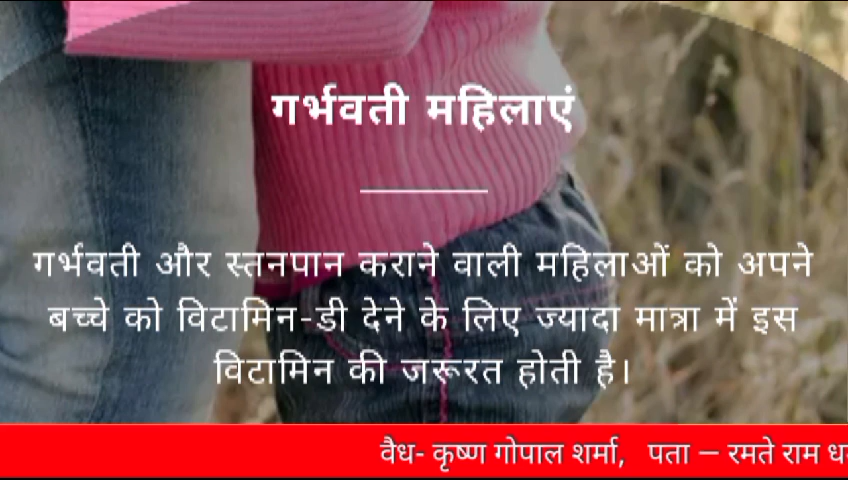 गर्भवती महिलाएं
गर्भवती और स्तनपान कराने वाली महिलाओं को अपने
बच्चे को विटामिन-डी देने के लिए ज्यादा मात्रा में इस
विटामिन की जरूरत होती है।
वैध- कृष्ण गोपाल शर्मा, पता – रमते राम